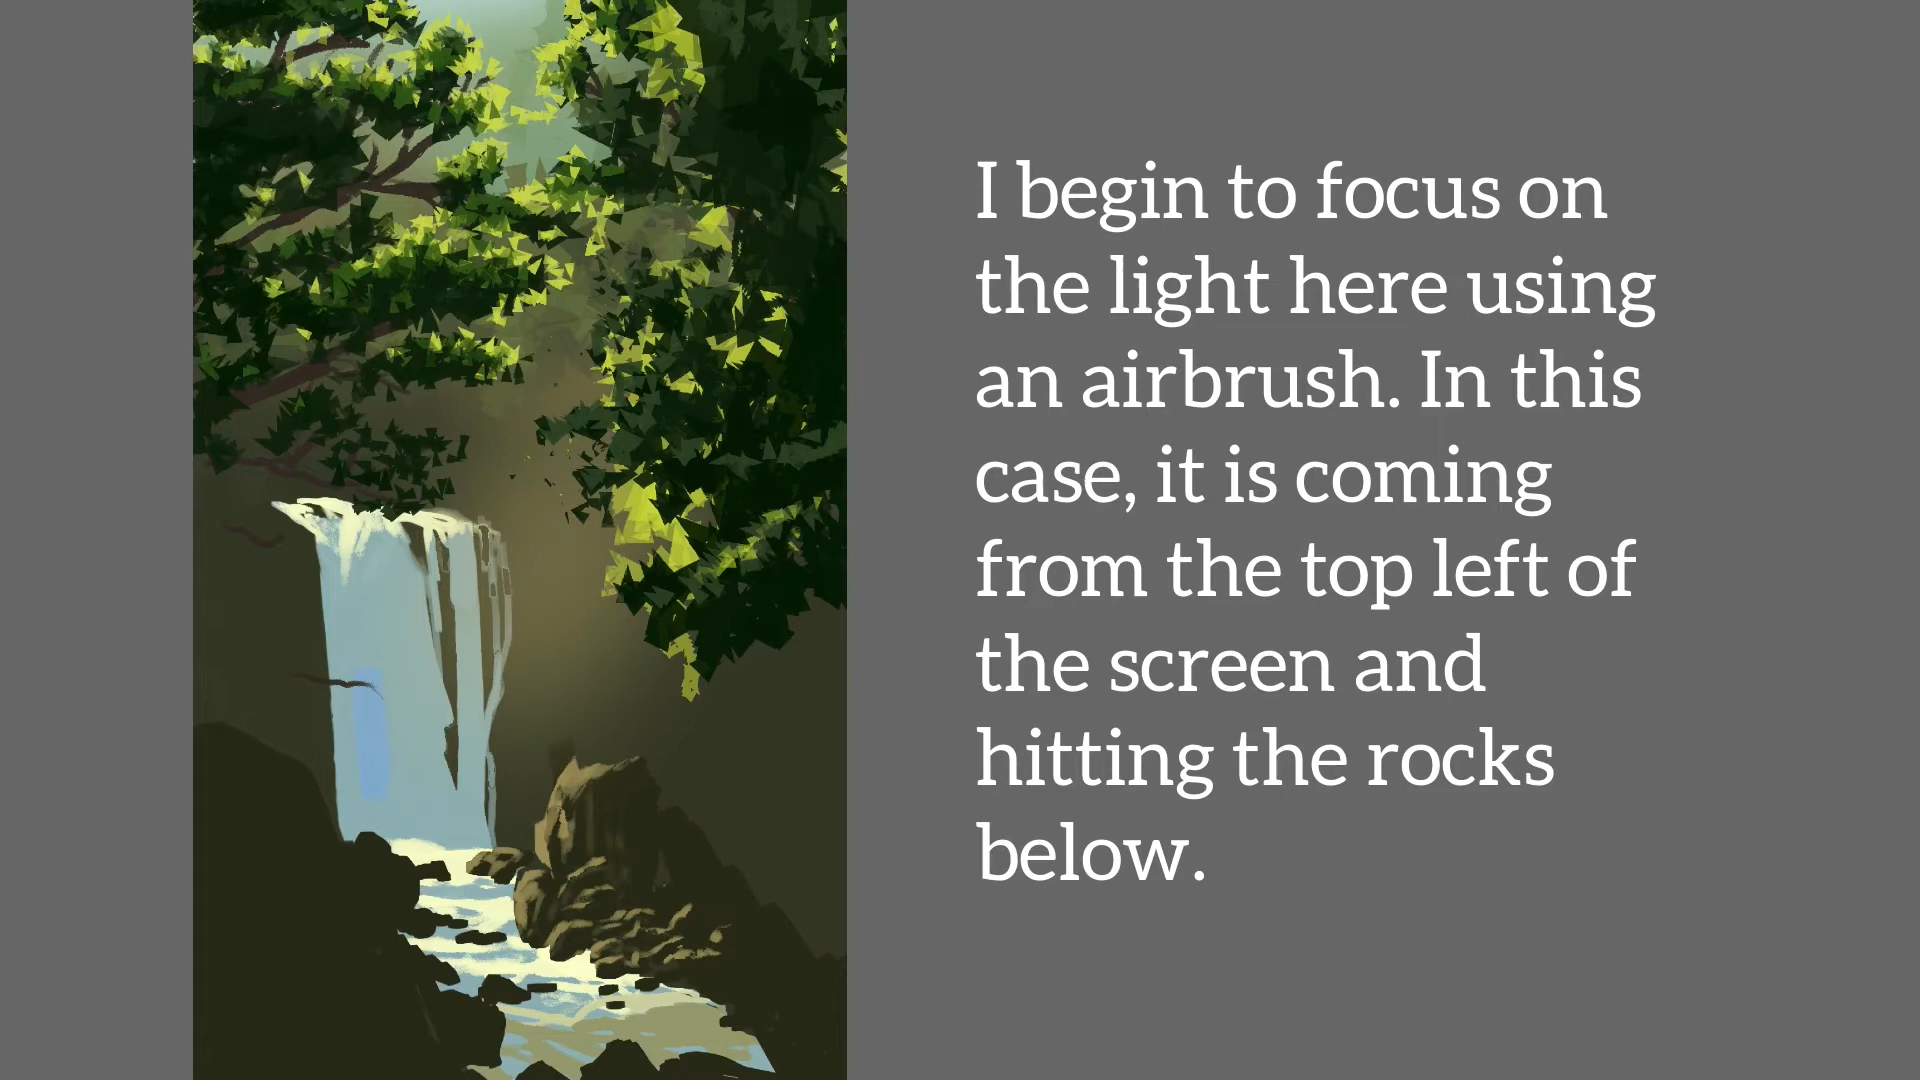 I begin to focus on
the light here using
an airbrush. In this
case, it is coming
from the top left of
the screen and
hitting the rocks
below.